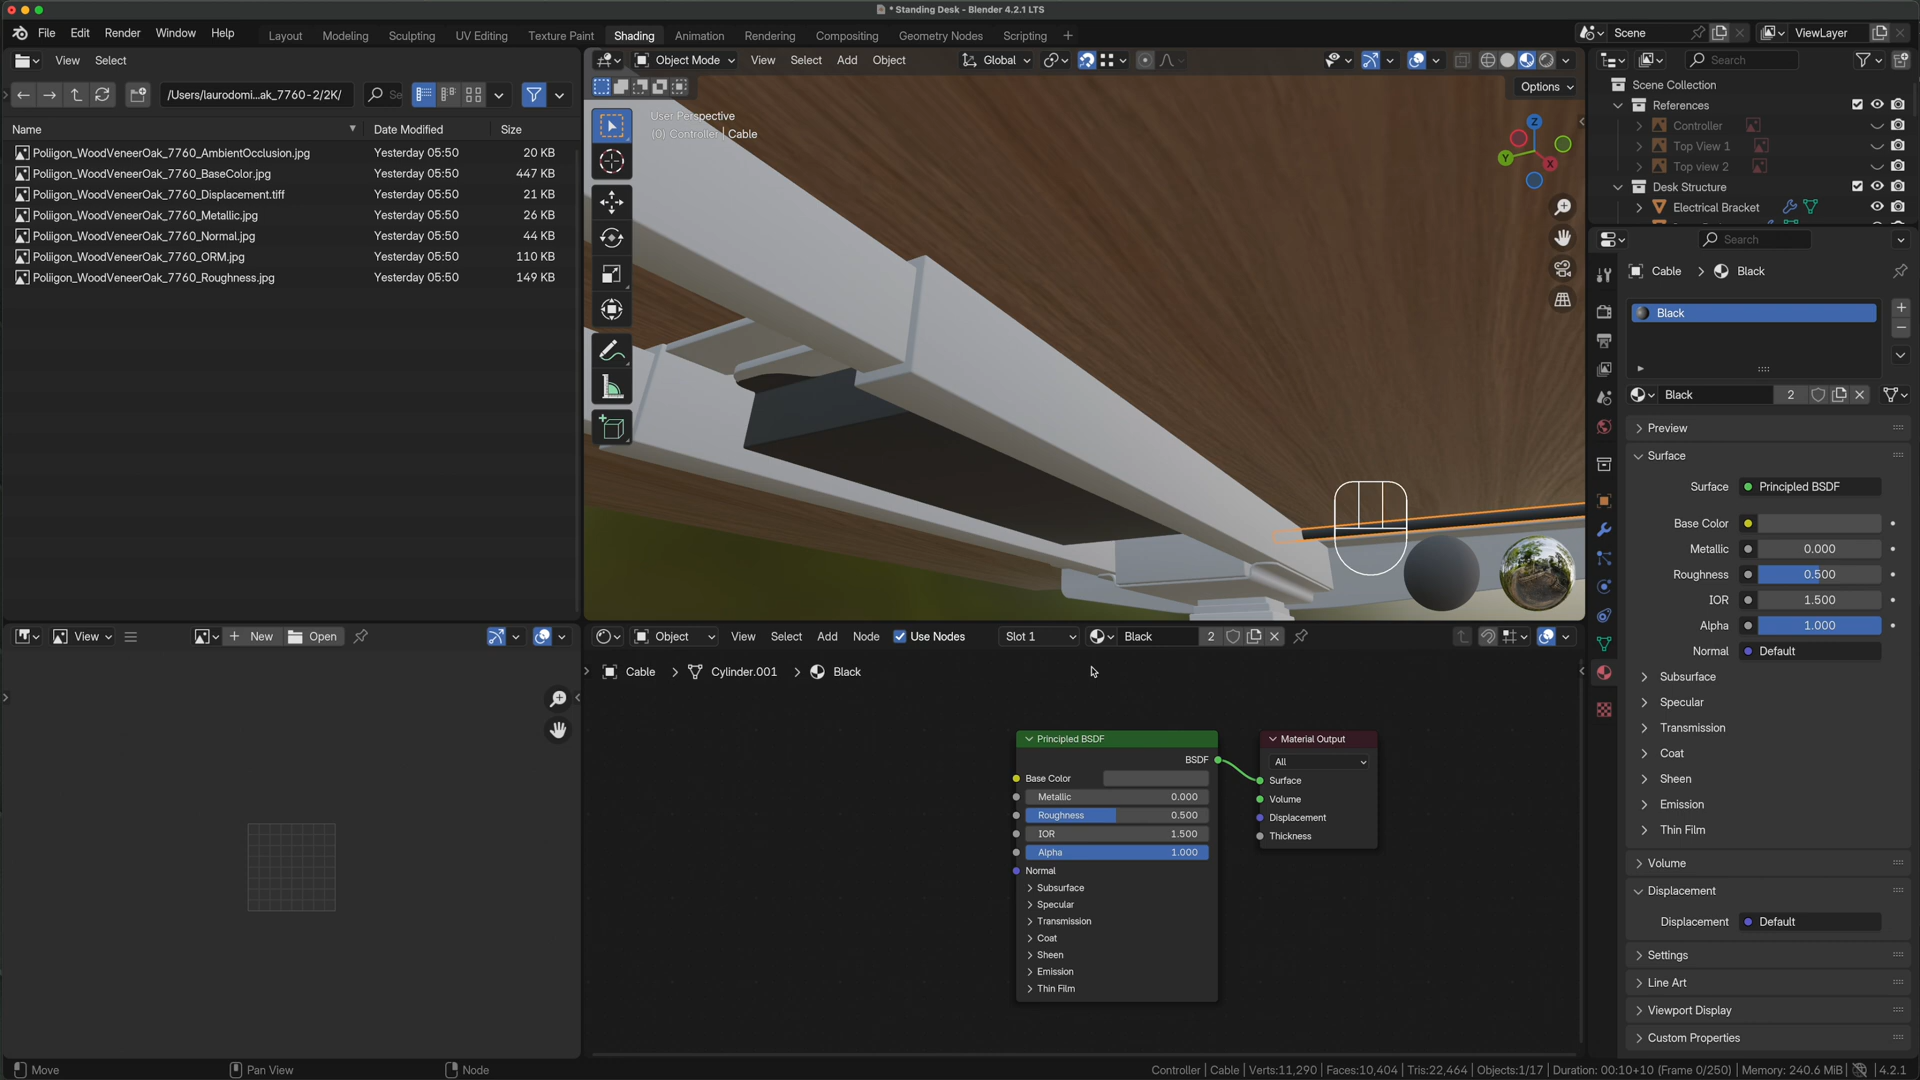 * Standing Desk - Blender 4.2.1 LTS
File Edit Render Window Help Layout Modeling Sculpting UV Editing Texture Paint Shading Animation Rendering Compositing Geometry Nodes Scripting + Scene ViewLayer
View Select
/Users/laurodomi...ak_7760-2/2K/ Se
Name Date Modified Size
Poliigon_WoodVeneerOak_7760_AmbientOcclusion.jpg Yesterday 05:50 20 KB
Poliigon_WoodVeneerOak_7760_BaseColor.jpg Yesterday 05:50 447 KB
Poliigon_WoodVeneerOak_7760_Displacement.tiff Yesterday 05:50 21 KB
Poliigon_WoodVeneerOak_7760_Metallic.jpg Yesterday 05:50 26 KB
Poliigon_WoodVeneerOak_7760_Normal.jpg Yesterday 05:50 44 KB
Poliigon_WoodVeneerOak_7760_ORM.jpg Yesterday 05:50 110 KB
Poliigon_WoodVeneerOak_7760_Roughness.jpg Yesterday 05:50 149 KB
Object Mode View Select Add Object Global
Options
User Perspective
(0) Controller | Cable
Z
Y
X
Search
Scene Collection
References
Controller
Top View 1
Top view 2
Desk Structure
Electrical Bracket
Search
Cable > Black
Black
Black 2
Preview
Surface
Surface Principled BSDF
Base Color
Metallic 0.000
Roughness 0.500
IOR 1.500
Alpha 1.000
Normal Default
Subsurface
Specular
Transmission
Coat
Sheen
Emission
Thin Film
Volume
Displacement
Displacement Default
Settings
Line Art
Viewport Display
Custom Properties
View + New Open
Object View Select Add Node Use Nodes Slot 1 Black 2
Cable > Cylinder.001 > Black
Principled BSDF
BSDF
Base Color
Metallic 0.000
Roughness 0.500
IOR 1.500
Alpha 1.000
Normal
Subsurface
Specular
Transmission
Coat
Sheen
Emission
Thin Film
Material Output
All
Surface
Volume
Displacement
Thickness
Move Pan View Node Controller | Cable | Verts:11,290 | Faces:10,404 | Tris:22,464 | Objects:1/17 | Duration: 00:10+10 (Frame 0/250) | Memory: 240.6 MiB 4.2.1